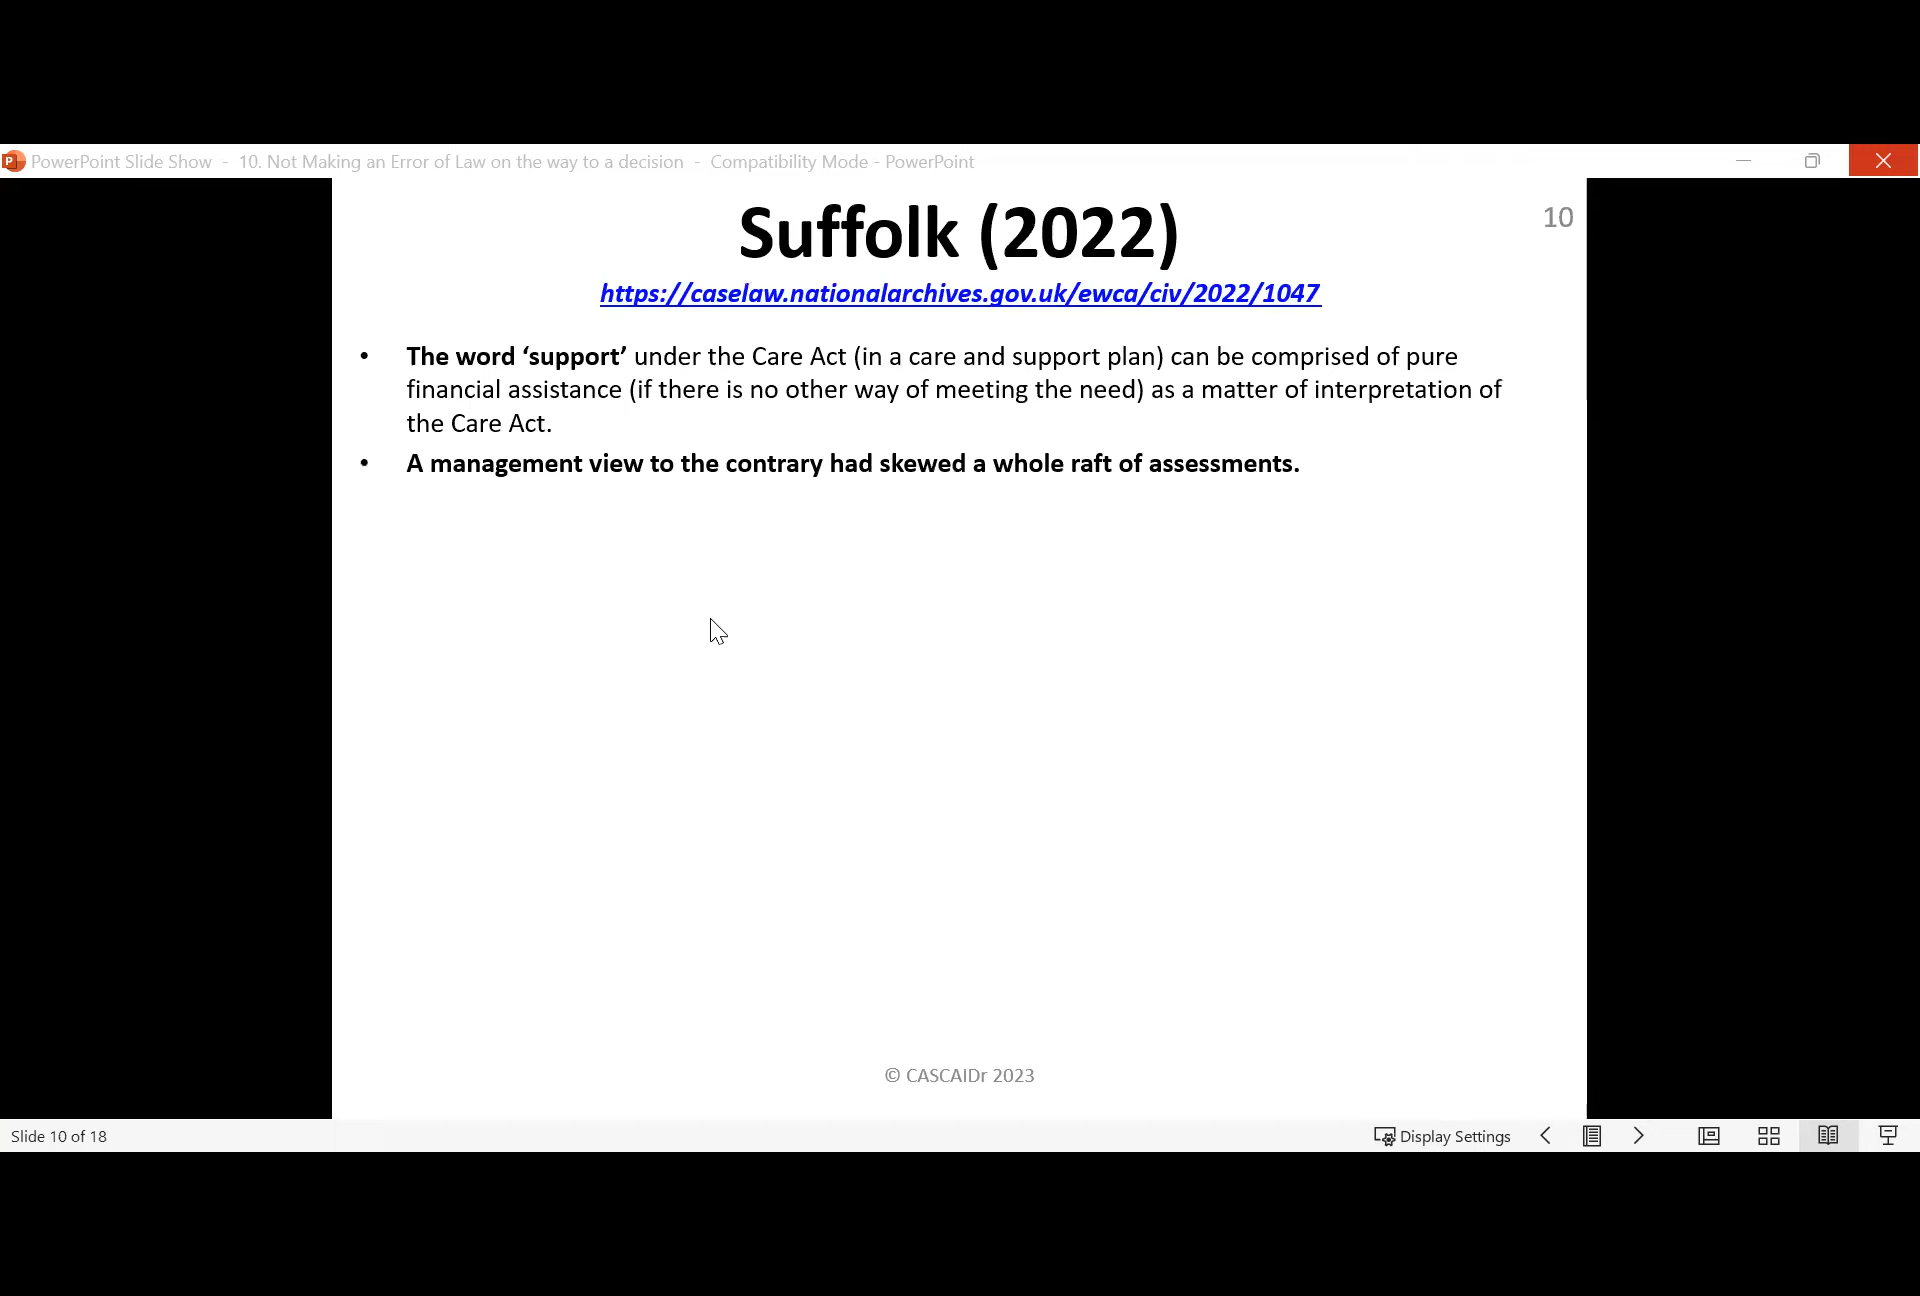 PowerPoint Slide Show - 10. Not Making an Error of Law on the way to a decision - Compatibility Mode - PowerPoint
Suffolk (2022)
10
https://caselaw.nationalarchives.gov.uk/ewca/civ/2022/1047
• The word ‘support’ under the Care Act (in a care and support plan) can be comprised of pure
financial assistance (if there is no other way of meeting the need) as a matter of interpretation of
the Care Act.
• A management view to the contrary had skewed a whole raft of assessments.
© CASCAIDr 2023
Slide 10 of 18
Display Settings